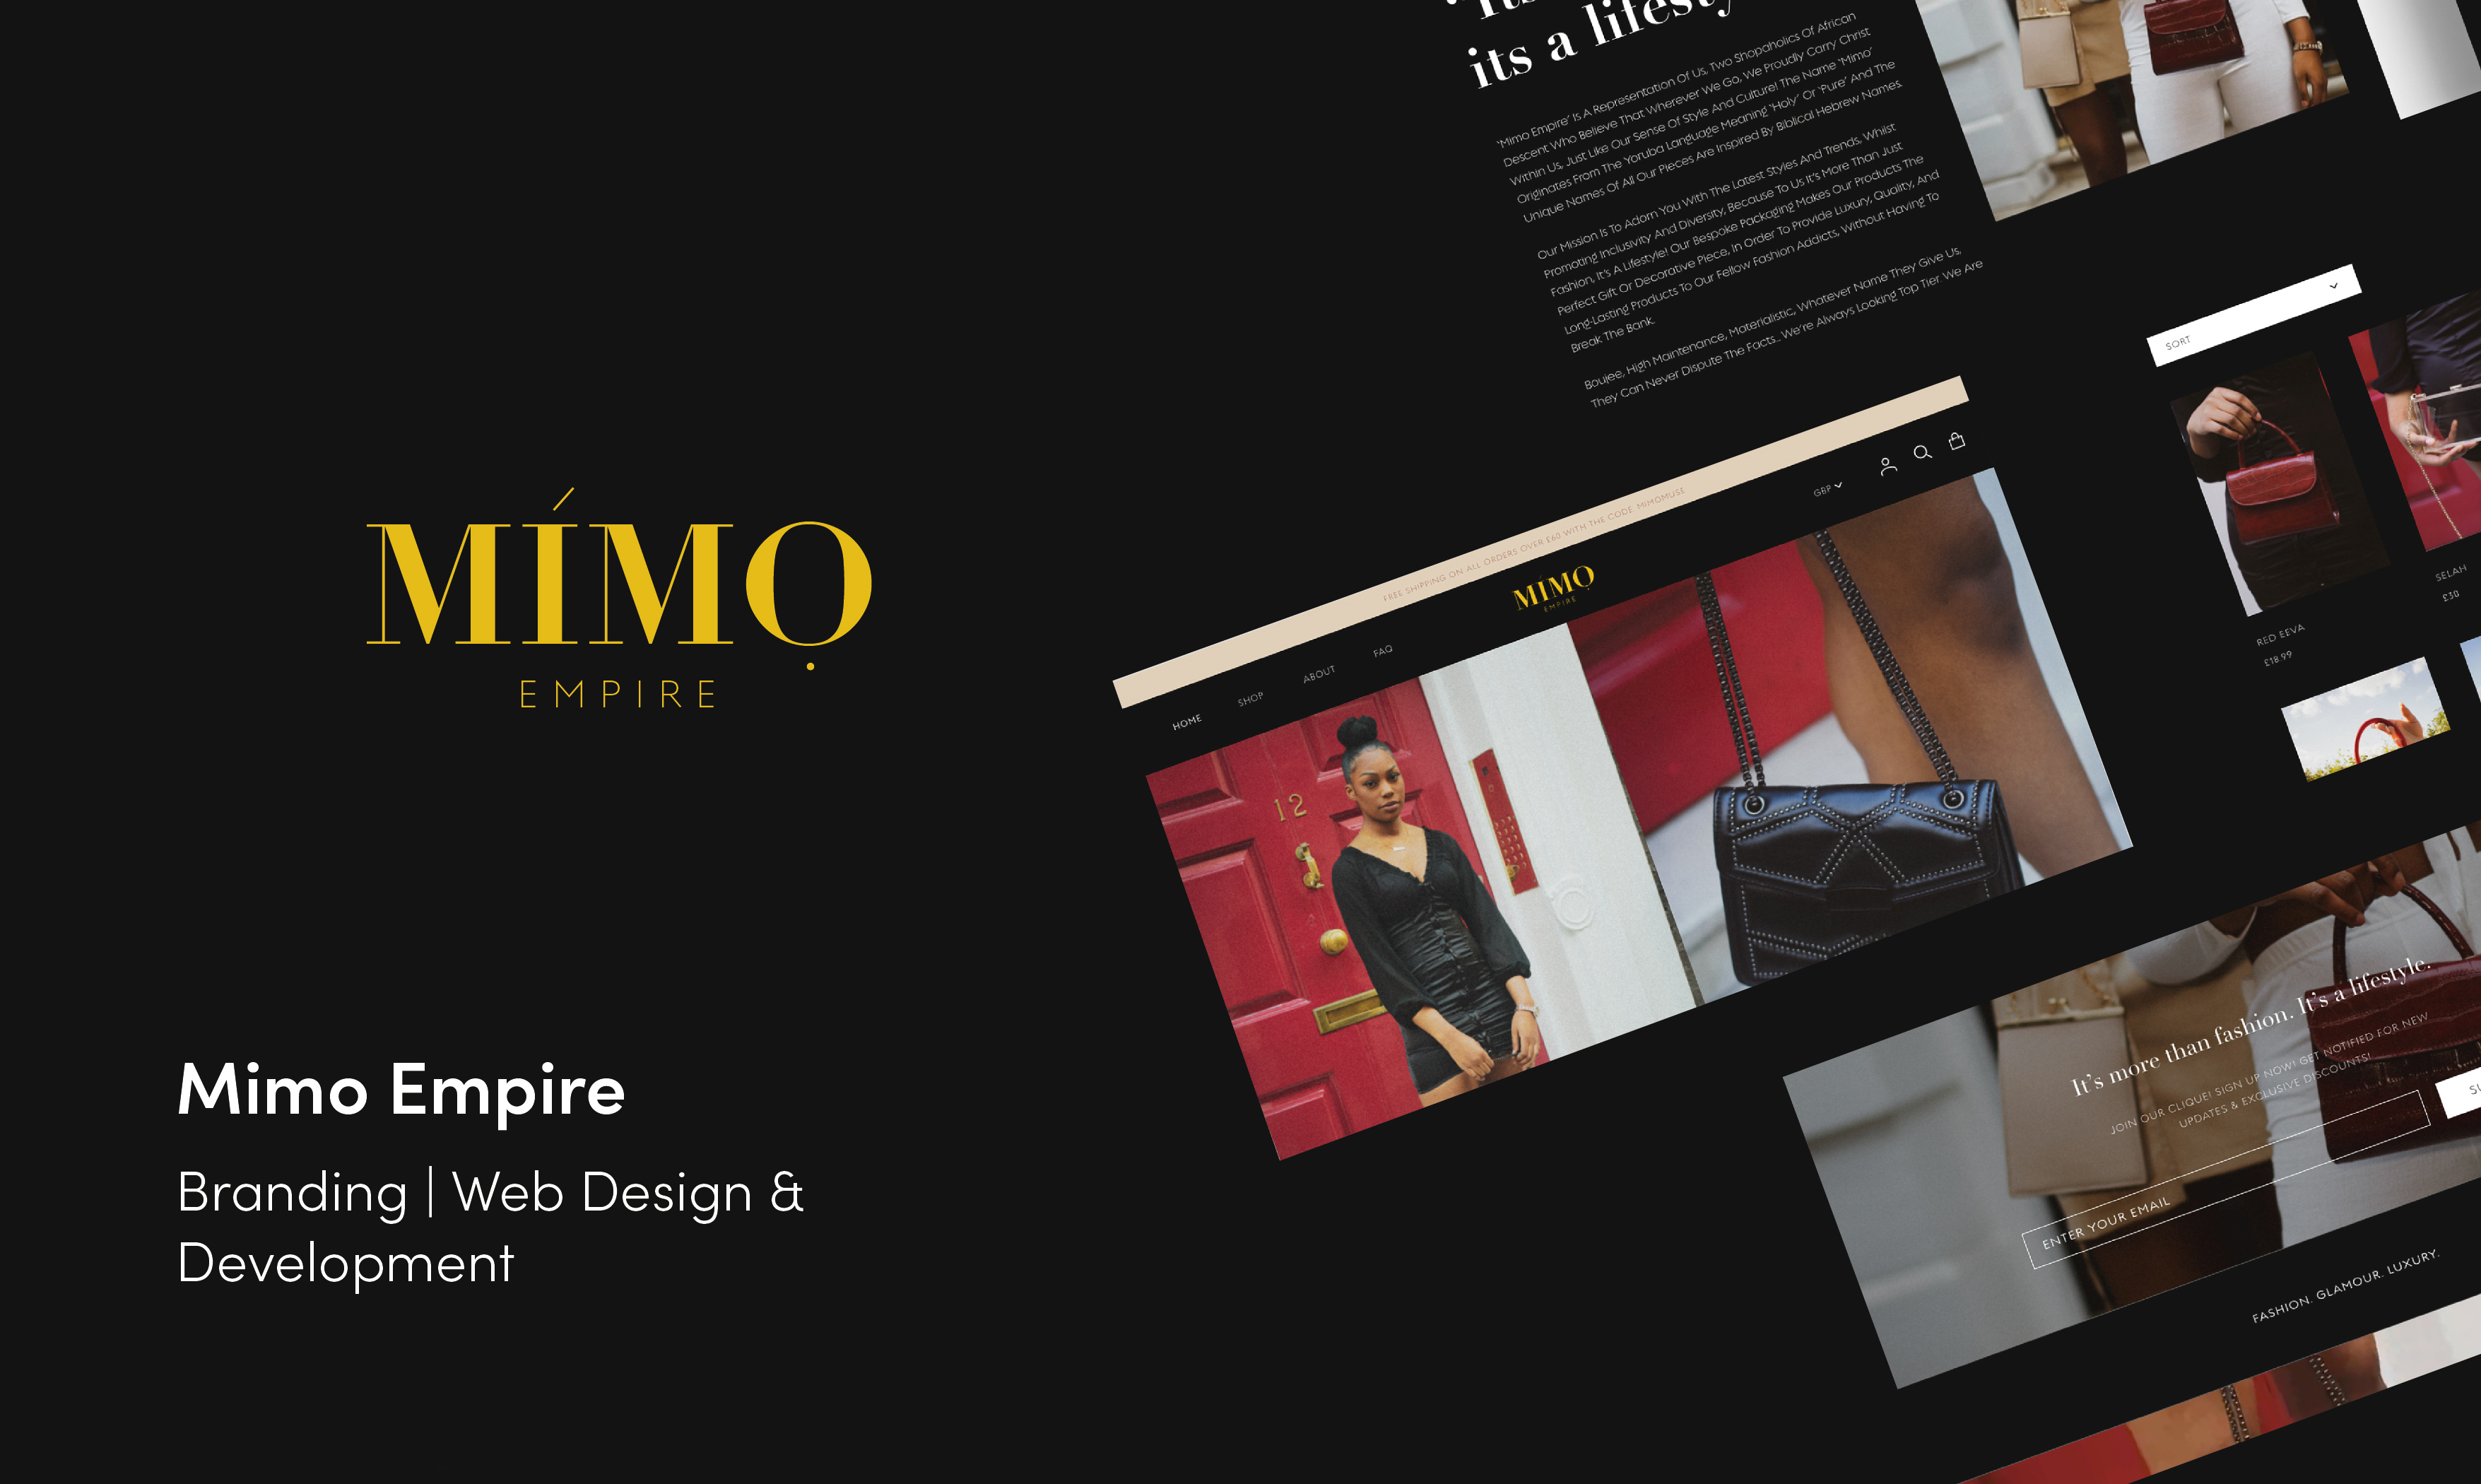 MÍMỌ
EMPIRE
Mimo Empire
Branding | Web Design &
Development
its a lifesty
'Mimo Empire' Is A Representation Of Us, Two Shopaholics Of African
Descent Who Believe That Wherever We Go, We Proudly Carry Christ
Within Us, Just Like Our Sense Of Style And Culture! The Name 'Mimo'
Originates From The Yoruba Language Meaning 'Holy' Or 'Pure' And The
Unique Names Of All Our Pieces Are Inspired By Biblical Hebrew Names.
Our Mission Is To Adorn You With The Latest Styles And Trends, Whilst
Promoting Inclusivity And Diversity, Because To Us It's More Than Just
Fashion, It's A Lifestyle! Our Bespoke Packaging Makes Our Products The
Perfect Gift Or Decorative Piece, In Order To Provide Luxury, Quality, And
Long-Lasting Products To Our Fellow Fashion Addicts, Without Having To
Break The Bank.
Boujee, High Maintenance, Materialistic, Whatever Name They Give Us,
They Can Never Dispute The Facts... We're Always Looking Top Tier. We Are
FREE SHIPPING ON ALL ORDERS OVER £60 WITH THE CODE: MIMOMUSE
HOME
SHOP
ABOUT
FAQ
MÍMỌ
EMPIRE
GBP
12
SORT
RED EEVA
£18.99
SELAH
£30
It's more than fashion. It's a lifestyle.
JOIN OUR CLIQUE! SIGN UP NOW! GET NOTIFIED FOR NEW
UPDATES & EXCLUSIVE DISCOUNTS!
ENTER YOUR EMAIL
FASHION. GLAMOUR. LUXURY.